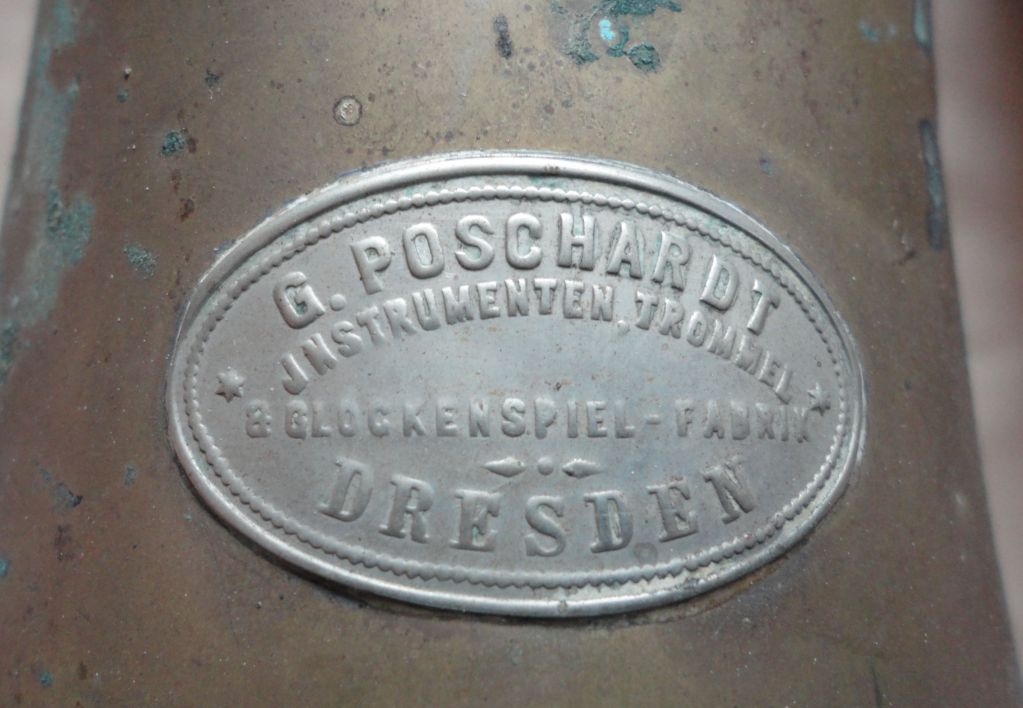 G. POSCHARDT
JNSTRUMENTEN, TROMMEL
& GLOCKENSPIEL-FABRIK
DRESDEN